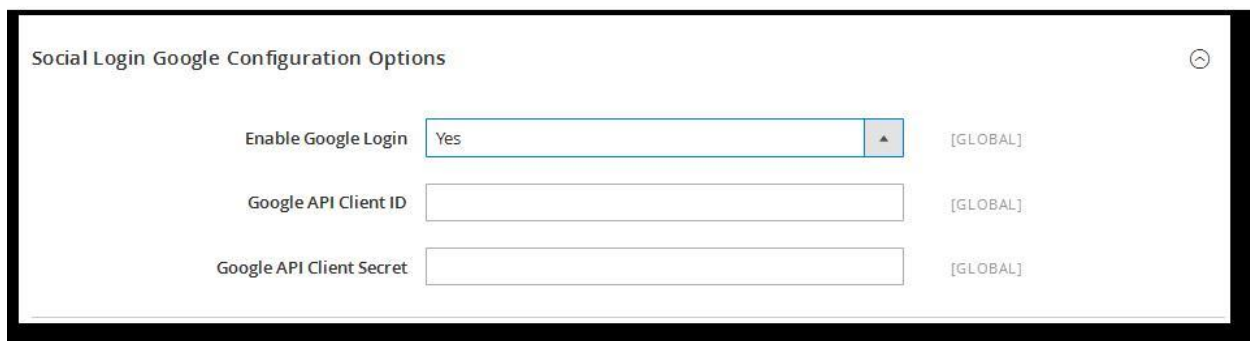 Social Login Google Configuration Options
Enable Google Login Yes [GLOBAL]
Google API Client ID [GLOBAL]
Google API Client Secret [GLOBAL]